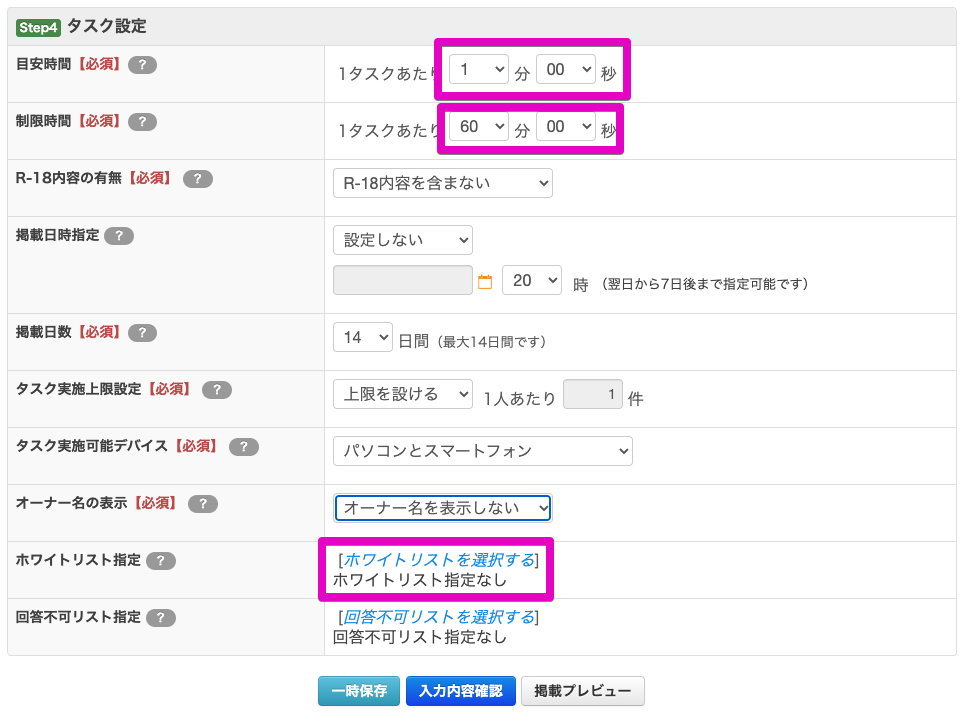 Step4 タスク設定
目安時間【必須】 ?
1タスクあたり 1 分 00 秒
制限時間【必須】 ?
1タスクあたり 60 分 00 秒
R-18内容の有無【必須】 ?
R-18内容を含まない
掲載日時指定 ?
設定しない
20 時 (翌日から7日後まで指定可能です)
掲載日数【必須】 ?
14 日間 (最大14日間です)
タスク実施上限設定【必須】 ?
上限を設ける 1人あたり 1 件
タスク実施可能デバイス【必須】 ?
パソコンとスマートフォン
オーナー名の表示【必須】 ?
オーナー名を表示しない
ホワイトリスト指定 ?
[ホワイトリストを選択する]
ホワイトリスト指定なし
回答不可リスト指定 ?
[回答不可リストを選択する]
回答不可リスト指定なし
一時保存 入力内容確認 掲載プレビュー